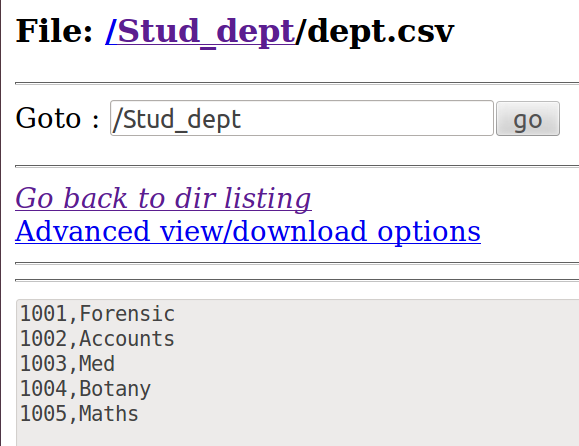 File: /Stud_dept/dept.csv
Goto : /Stud_dept go
Go back to dir listing
Advanced view/download options
1001,Forensic
1002,Accounts
1003,Med
1004,Botany
1005,Maths